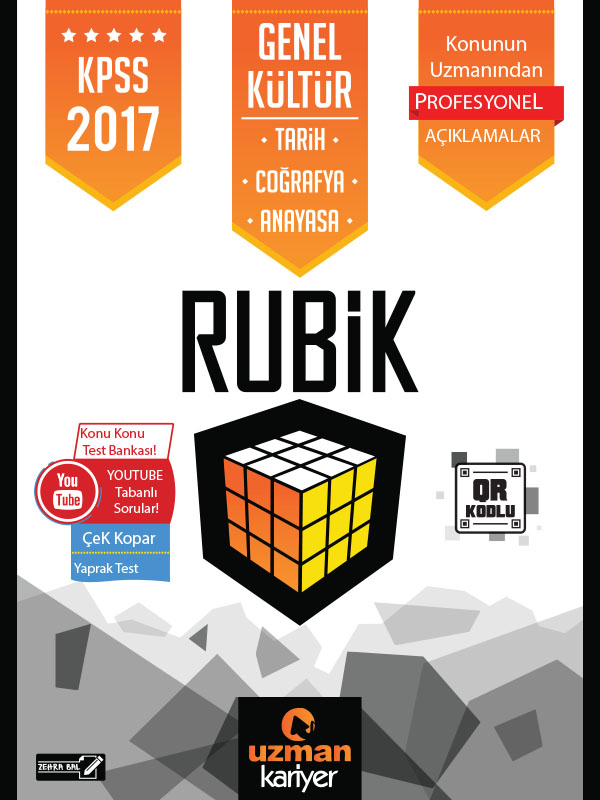 KPSS
2017
GENEL
KÜLTÜR
TARİH
COĞRAFYA
ANAYASA
Konunun
Uzmanından
PROFESYONEL
AÇIKLAMALAR
RUBİK
Konu Konu
Test Bankası!
You
Tube
YOUTUBE
Tabanlı
Sorular!
ÇeK Kopar
Yaprak Test
QR
KODLU
uzman
kariyer
ZEHRA BAL